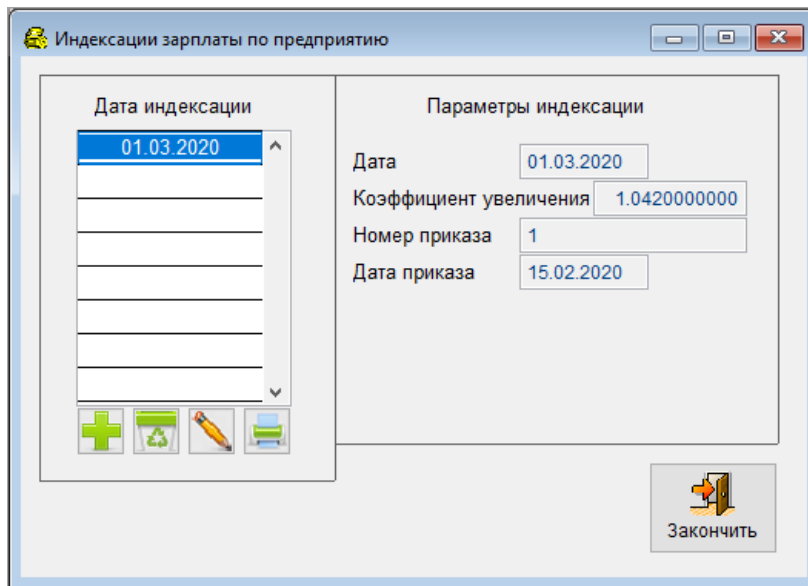 Индексации зарплаты по предприятию
Дата индексации
01.03.2020
Параметры индексации
Дата 01.03.2020
Коэффициент увеличения 1.0420000000
Номер приказа 1
Дата приказа 15.02.2020
Закончить